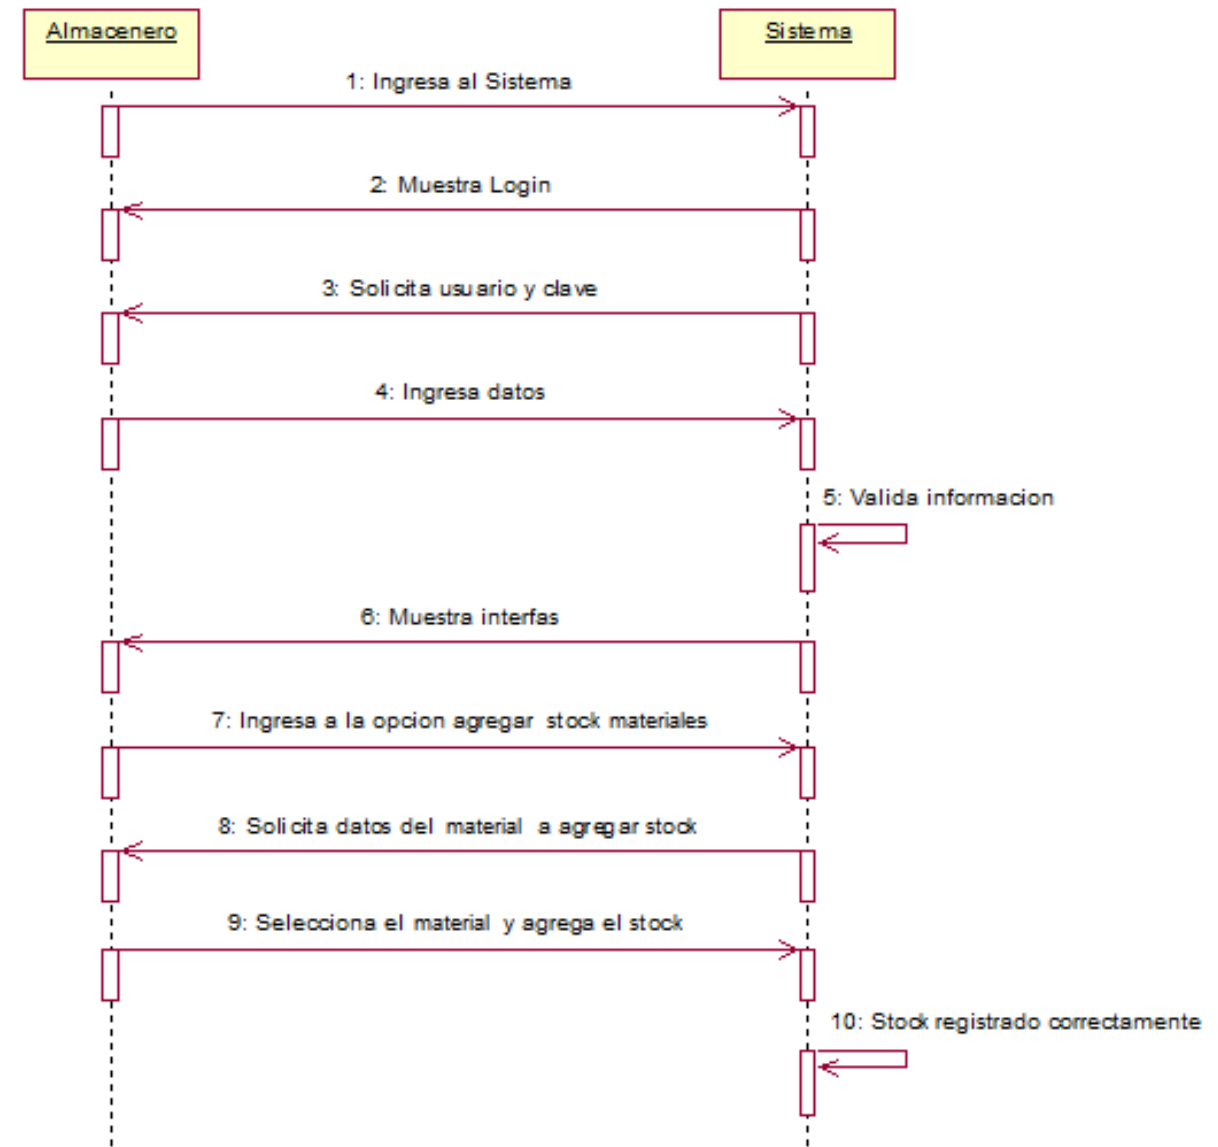 Almacenero
Sistema
1: Ingresa al Sistema
2: Muestra Login
3: Solicita usuario y clave
4: Ingresa datos
5: Valida informacion
6: Muestra interfas
7: Ingresa a la opcion agregar stock materiales
8: Solicita datos del material a agregar stock
9: Selecciona el material y agrega el stock
10: Stock registrado correctamente